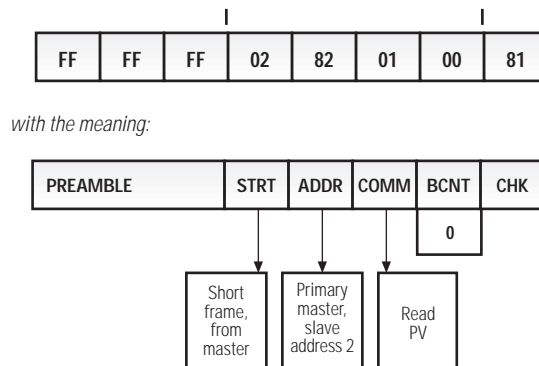 FF FF FF 02 82 01 00 81
with the meaning:
PREAMBLE STRT ADDR COMM BCNT CHK
0
Short
frame,
from
master
Primary
master,
slave
address 2
Read
PV